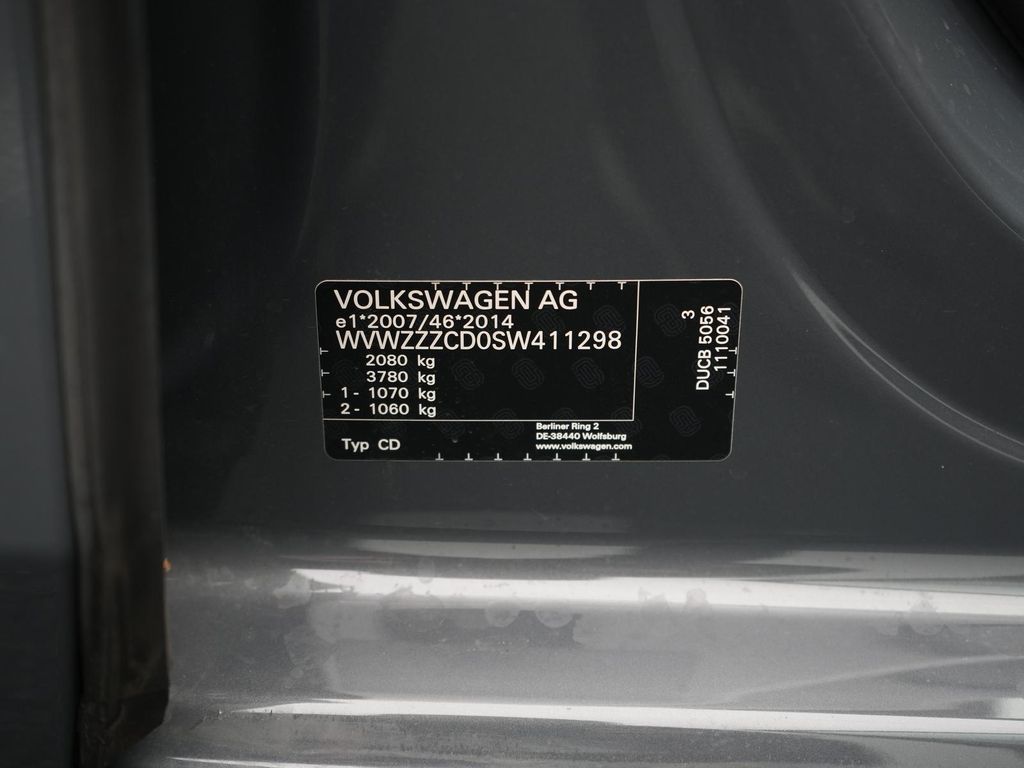 VOLKSWAGEN AG
e1*2007/46*2014
WVWZZZCD0SW411298
2080 kg
3780 kg
1 - 1070 kg
2 - 1060 kg
Typ CD
Berliner Ring 2
DE-38440 Wolfsburg
www.volkswagen.com
3
DUCB 5056
1110041